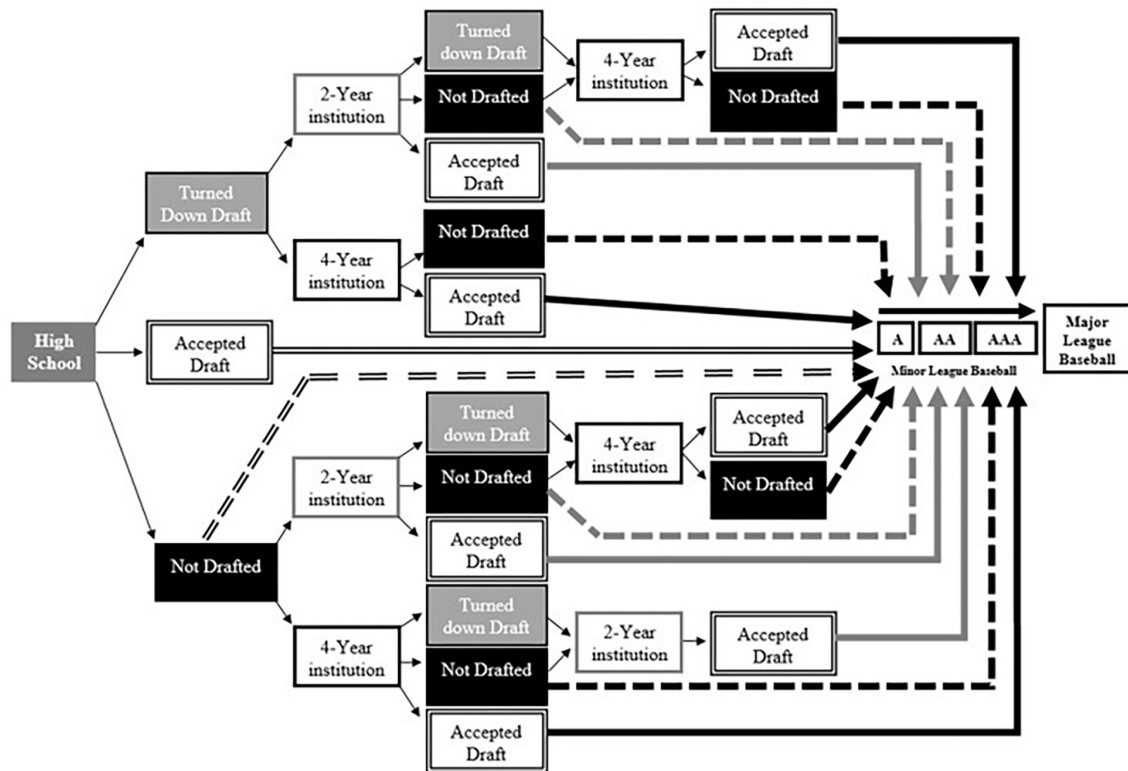 Turned
down Draft
Not Drafted
Accepted
Draft
2-Year
institution
4-Year
institution
Accepted
Draft
Not Drafted
Turned
Down Draft
4-Year
institution
Not Drafted
Accepted
Draft
High
School
Accepted
Draft
A
AA
AAA
Minor League Baseball
Major
League
Baseball
Turned
down Draft
Not Drafted
Accepted
Draft
2-Year
institution
4-Year
institution
Accepted
Draft
Not Drafted
Not Drafted
4-Year
institution
Turned
down Draft
Not Drafted
Accepted
Draft
2-Year
institution
Accepted
Draft